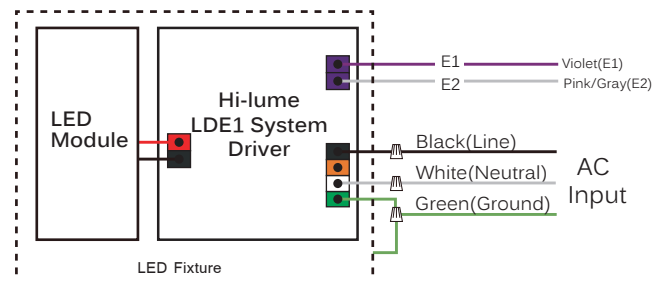 E1
Violet(E1)
E2
Pink/Gray(E2)
LED
Module
Hi-lume
LDE1 System
Driver
Black(Line)
White(Neutral)
Green(Ground)
AC
Input
LED Fixture